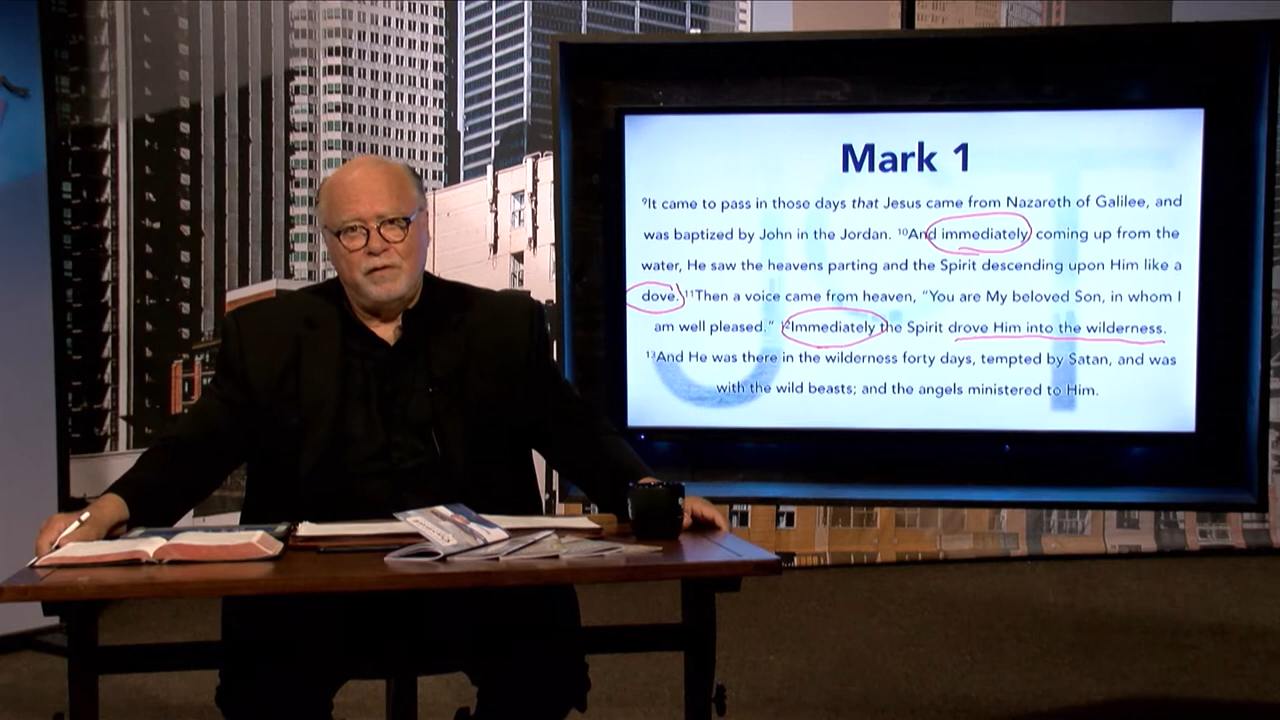 Mark 1
⁹It came to pass in those days that Jesus came from Nazareth of Galilee, and
was baptized by John in the Jordan. ¹⁰And immediately coming up from the
water, He saw the heavens parting and the Spirit descending upon Him like a
dove. ¹¹Then a voice came from heaven, “You are My beloved Son, in whom I
am well pleased.” ¹²Immediately the Spirit drove Him into the wilderness.
¹³And He was there in the wilderness forty days, tempted by Satan, and was
with the wild beasts; and the angels ministered to Him.